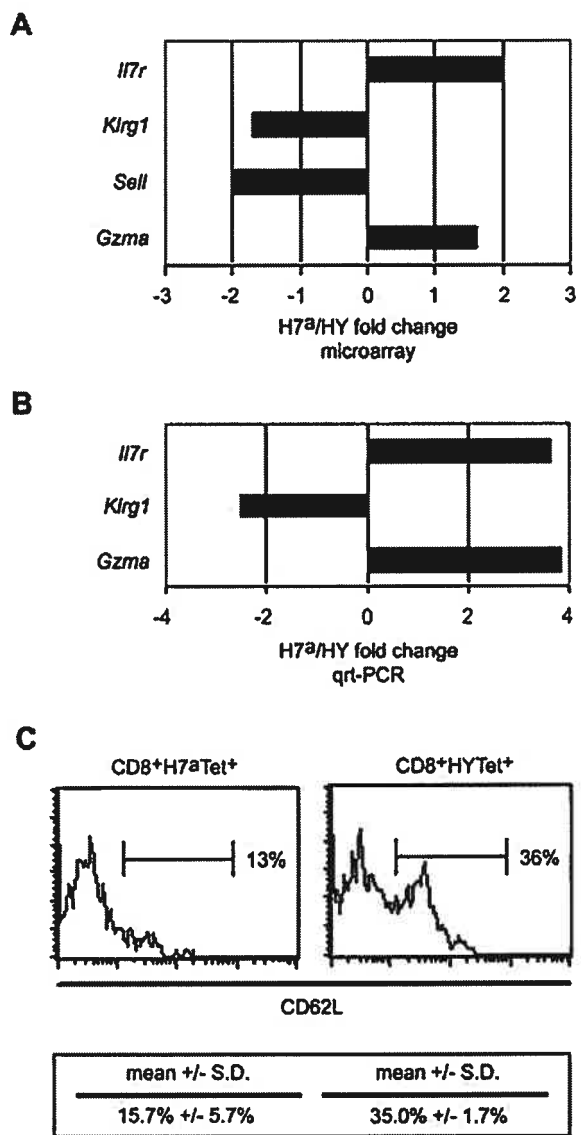 A
Il7r
Klrg1
Sell
Gzma
-3 -2 -1 0 1 2 3
H7a/HY fold change
microarray
B
Il7r
Klrg1
Gzma
-4 -2 0 2 4
H7a/HY fold change
qrt-PCR
C
CD8+H7aTet+ CD8+HYTet+
13% 36%
CD62L
mean +/- S.D. mean +/- S.D.
15.7% +/- 5.7% 35.0% +/- 1.7%